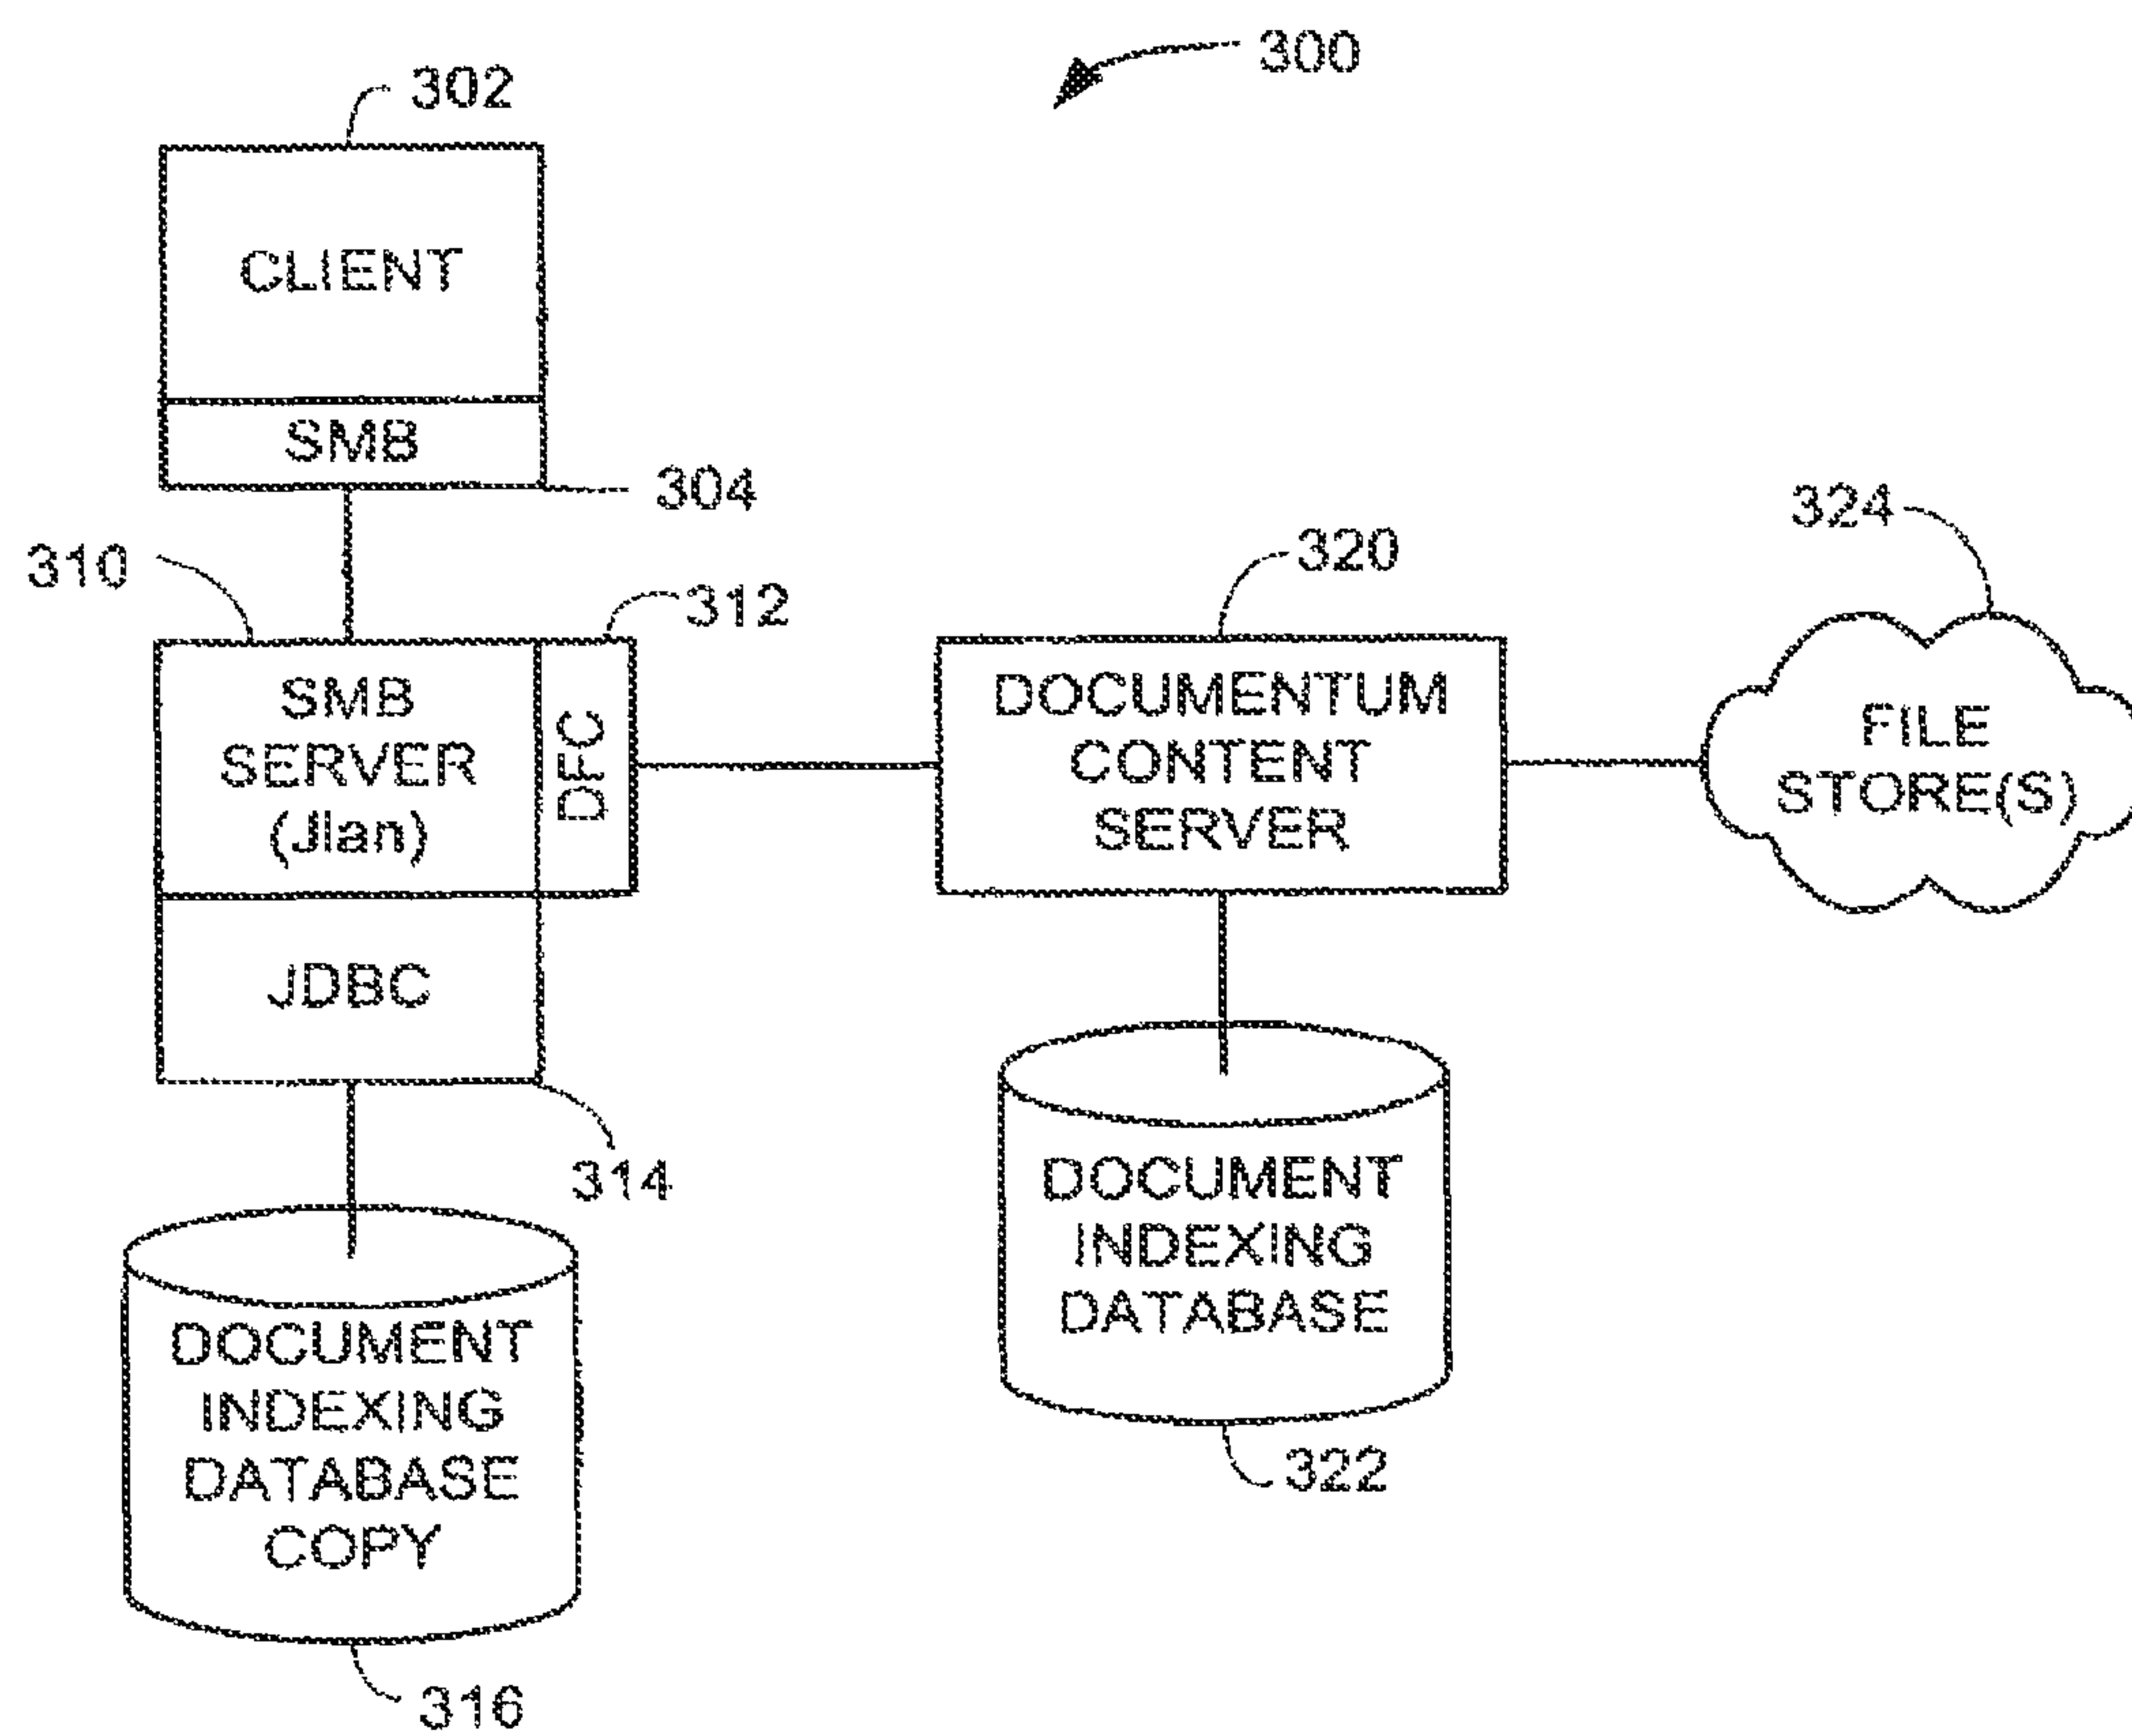 300
302
CLIENT
SMB
304
310
312
SMB
SERVER
(Jlan)
DFC
JDBC
314
DOCUMENT
INDEXING
DATABASE
COPY
316
320
DOCUMENTUM
CONTENT
SERVER
324
FILE
STORE(S)
DOCUMENT
INDEXING
DATABASE
322